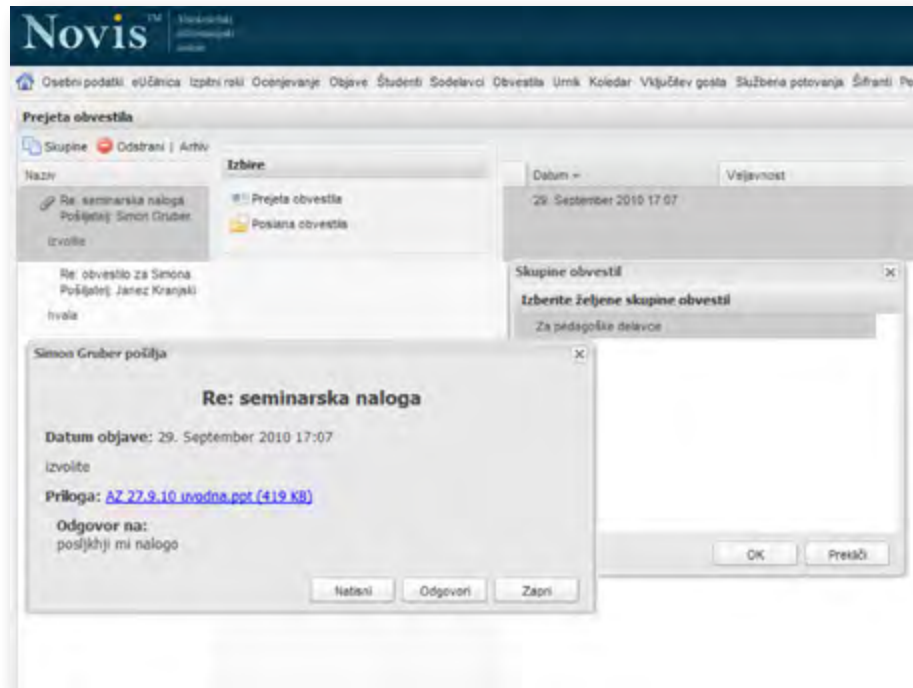 Novis™
Osebni podatki eUčilnica Izpitni roki Ocenjevanje Objave Študenti Sodelavci Obvestila Urnik Koledar Vključitev gosta Službena potovanja Šifranti Po
Prejeta obvestila
Skupine Odstrani | Arhiv
Naziv
Izbire
Datum
Veljavnost
Re: seminarska naloga
Pošiljatelj: Simon Gruber
izvolite
Prejeta obvestila
Poslana obvestila
29. September 2010 17:07
Re: obvestilo za Simona
Pošiljatelj: Janez Kranjski
hvala
Skupine obvestil
Izberite željene skupine obvestil
Za pedagoške delavce
OK
Prekliči
Simon Gruber pošilja
Re: seminarska naloga
Datum objave: 29. September 2010 17:07
izvolite
Priloga: AZ 27.9.10 uvodna.ppt (419 KB)
Odgovor na:
posljkhji mi nalogo
Natisni
Odgovori
Zapri